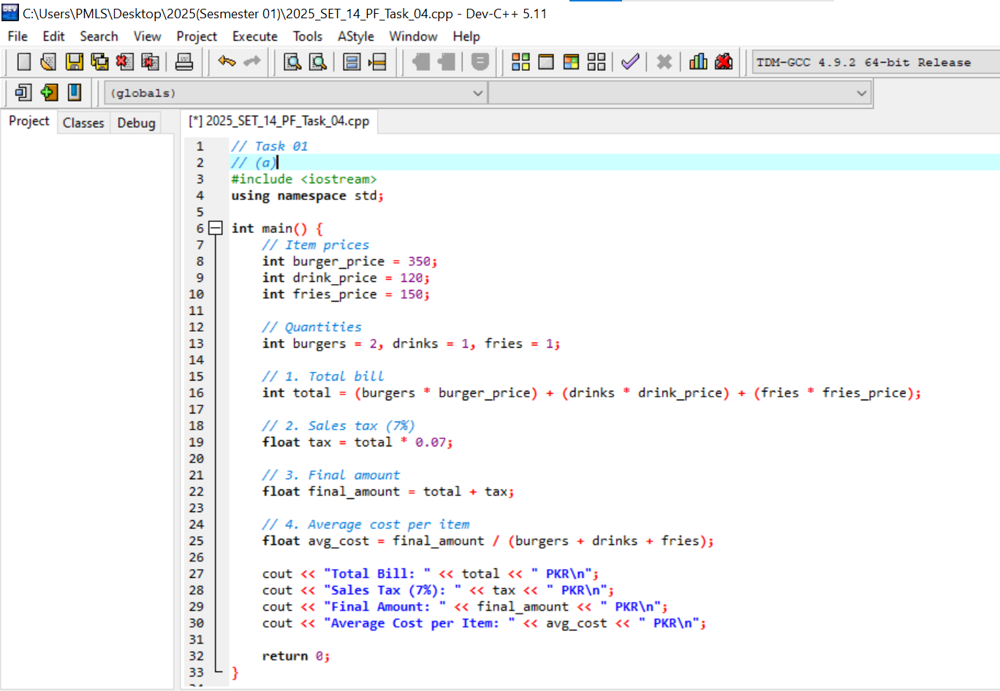 C:\Users\PMLS\Desktop\2025(Sesmester 01)\2025_SET_14_PF_Task_04.cpp - Dev-C++ 5.11
File Edit Search View Project Execute Tools AStyle Window Help
TDM-GCC 4.9.2 64-bit Release
(globals)
Project Classes Debug [*] 2025_SET_14_PF_Task_04.cpp
1 // Task 01
2 // (a)
3 #include <iostream>
4 using namespace std;
5
6 int main() {
7 // Item prices
8 int burger_price = 350;
9 int drink_price = 120;
10 int fries_price = 150;
11
12 // Quantities
13 int burgers = 2, drinks = 1, fries = 1;
14
15 // 1. Total bill
16 int total = (burgers * burger_price) + (drinks * drink_price) + (fries * fries_price);
17
18 // 2. Sales tax (7%)
19 float tax = total * 0.07;
20
21 // 3. Final amount
22 float final_amount = total + tax;
23
24 // 4. Average cost per item
25 float avg_cost = final_amount / (burgers + drinks + fries);
26
27 cout << "Total Bill: " << total << " PKR\n";
28 cout << "Sales Tax (7%): " << tax << " PKR\n";
29 cout << "Final Amount: " << final_amount << " PKR\n";
30 cout << "Average Cost per Item: " << avg_cost << " PKR\n";
31
32 return 0;
33 }